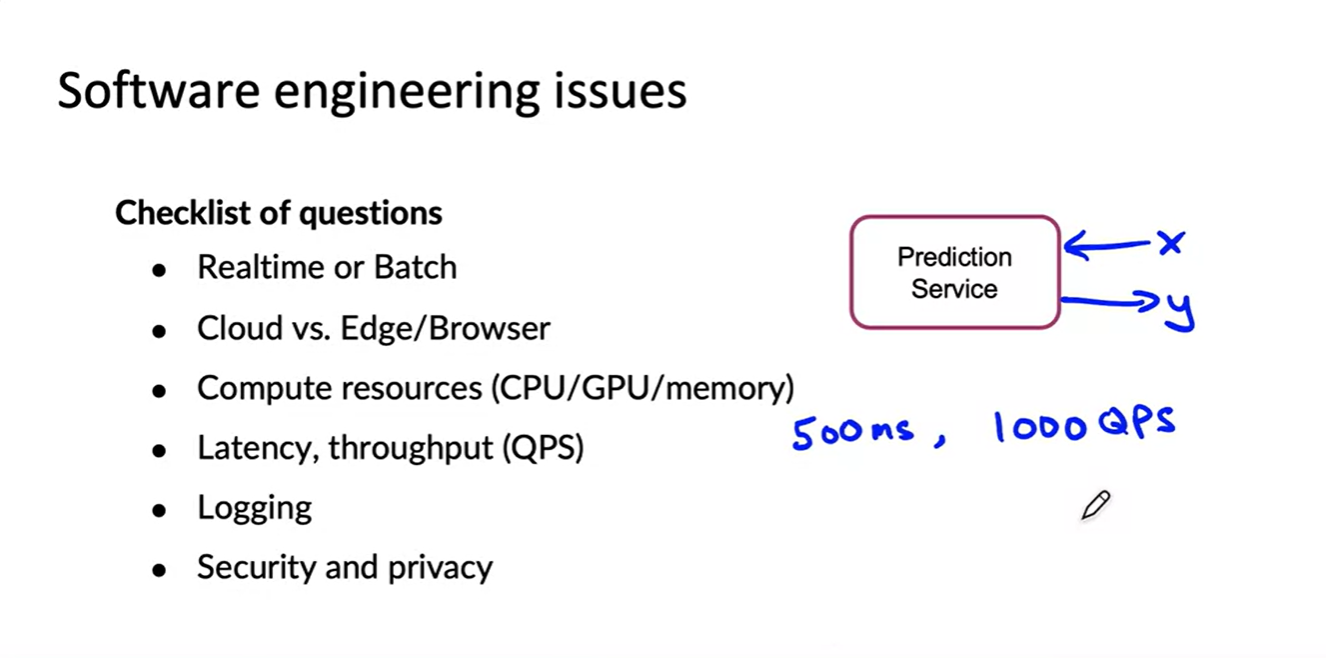 Software engineering issues
Checklist of questions
● Realtime or Batch
● Cloud vs. Edge/Browser
● Compute resources (CPU/GPU/memory)
● Latency, throughput (QPS)
● Logging
● Security and privacy
Prediction
Service
x
y
500ms, 1000 QPS